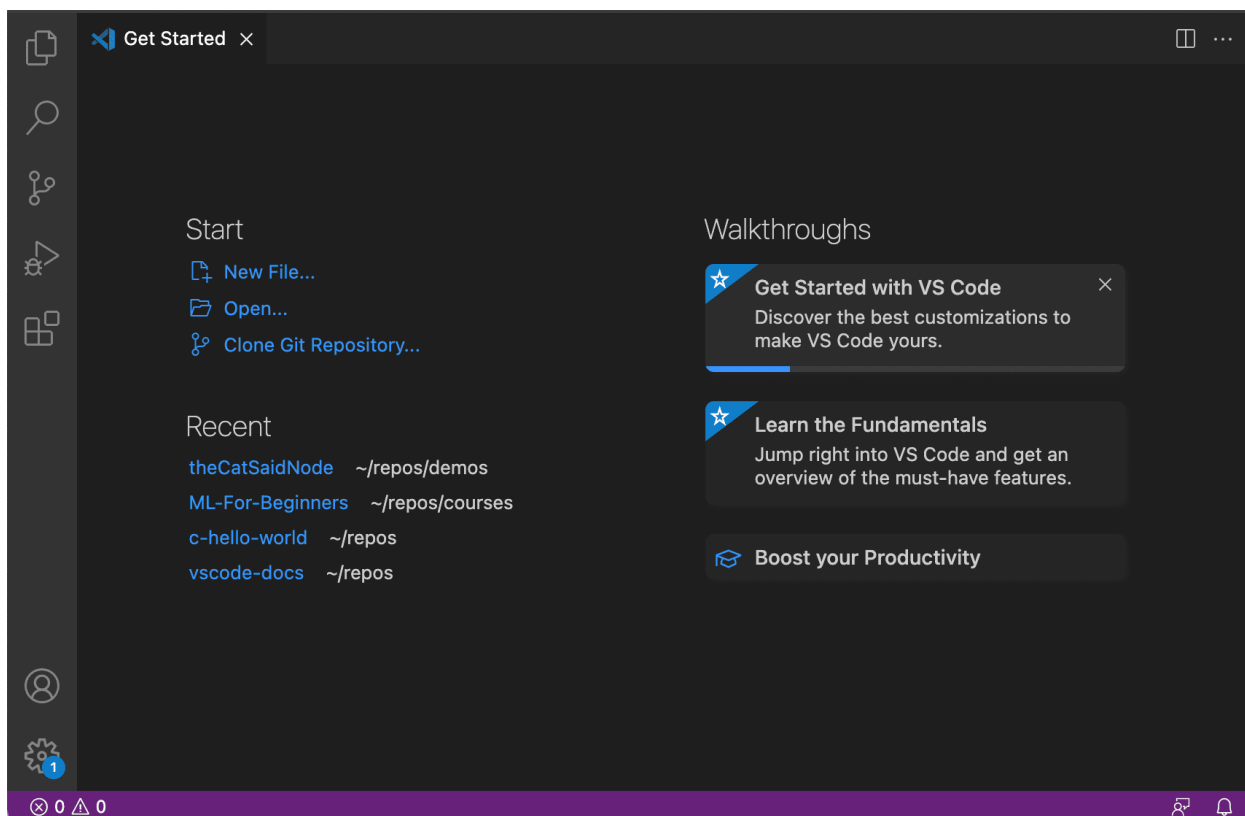 Get Started
Start
New File...
Open...
Clone Git Repository...
Recent
theCatSaidNode ~/repos/demos
ML-For-Beginners ~/repos/courses
c-hello-world ~/repos
vscode-docs ~/repos
Walkthroughs
Get Started with VS Code
Discover the best customizations to
make VS Code yours.
Learn the Fundamentals
Jump right into VS Code and get an
overview of the must-have features.
Boost your Productivity
1
0 0